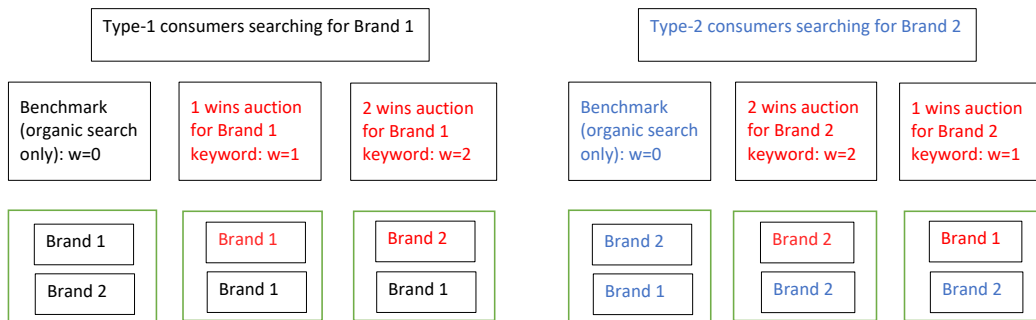 Type-1 consumers searching for Brand 1
Type-2 consumers searching for Brand 2
Benchmark
(organic search
only): w=0
1 wins auction
for Brand 1
keyword: w=1
2 wins auction
for Brand 1
keyword: w=2
Benchmark
(organic search
only): w=0
2 wins auction
for Brand 2
keyword: w=2
1 wins auction
for Brand 2
keyword: w=1
Brand 1
Brand 2
Brand 1
Brand 1
Brand 2
Brand 1
Brand 2
Brand 1
Brand 2
Brand 2
Brand 1
Brand 2